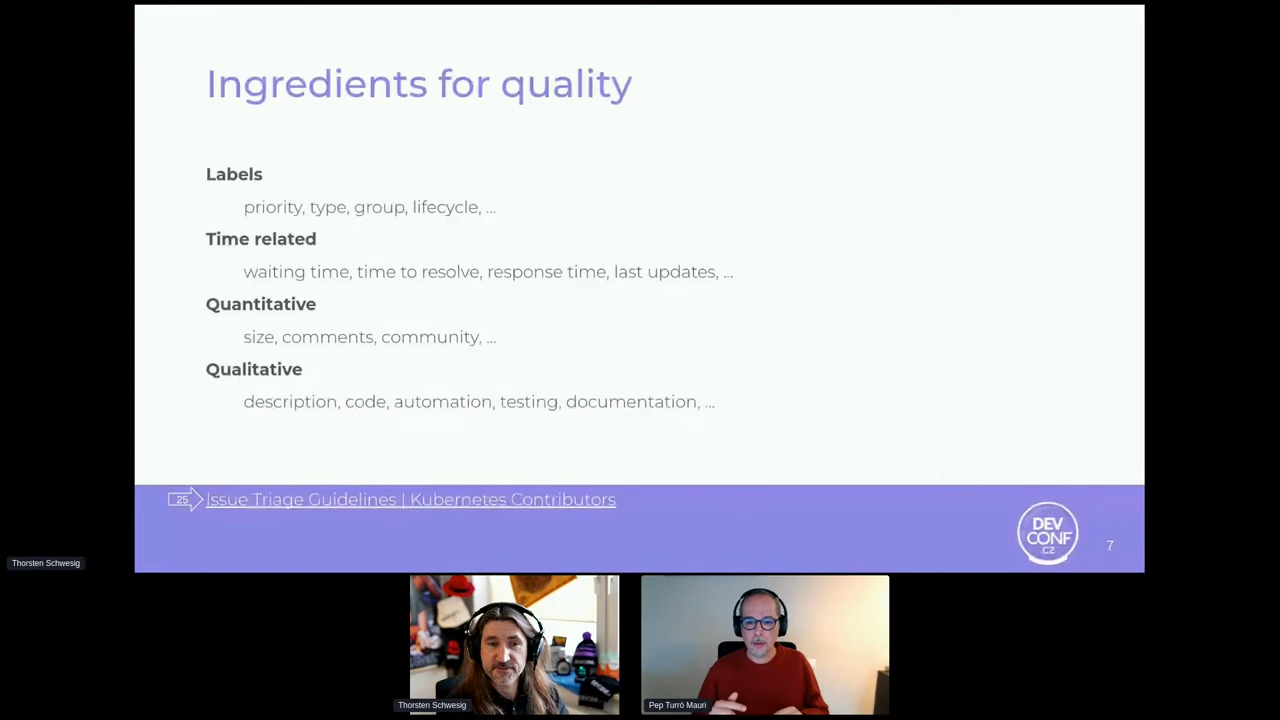 Ingredients for quality
Labels
priority, type, group, lifecycle, ...
Time related
waiting time, time to resolve, response time, last updates, ...
Quantitative
size, comments, community, ...
Qualitative
description, code, automation, testing, documentation, ...
25
Issue Triage Guidelines | Kubernetes Contributors
DEV
CONF
.CZ
7
Thorsten Schwesig
Thorsten Schwesig
Pep Turró Mauri